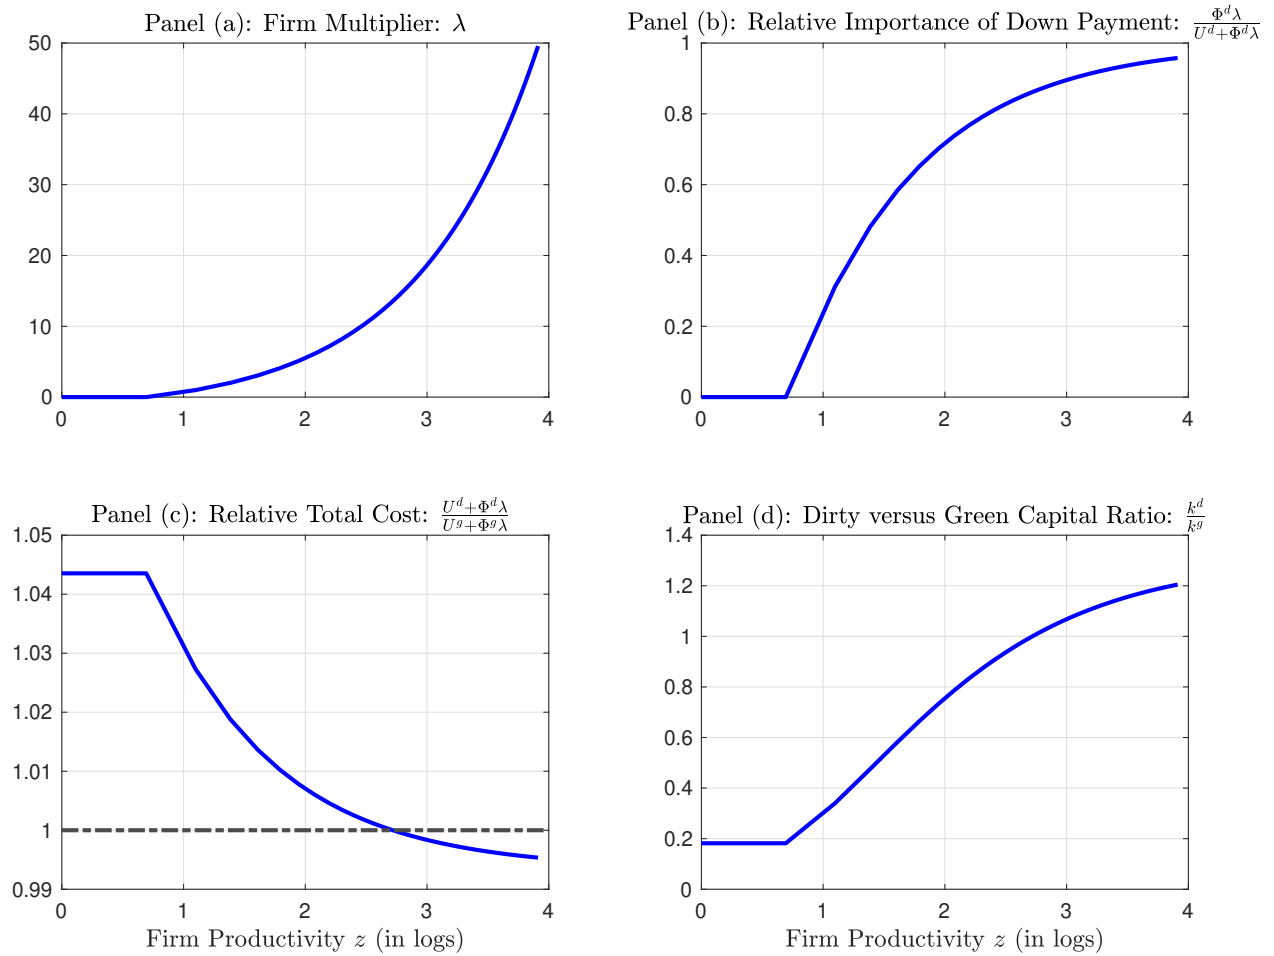 Panel (a): Firm Multiplier: λ
50
40
30
20
10
0
0 1 2 3 4
Panel (b): Relative Importance of Down Payment: Φ^d λ / U^d+Φ^d λ
1
0.8
0.6
0.4
0.2
0
0 1 2 3 4
Panel (c): Relative Total Cost: U^d+Φ^d λ / U^g+Φ^g λ
1.05
1.04
1.03
1.02
1.01
1
0.99
0 1 2 3 4
Firm Productivity z (in logs)
Panel (d): Dirty versus Green Capital Ratio: k^d / k^g
1.4
1.2
1
0.8
0.6
0.4
0.2
0
0 1 2 3 4
Firm Productivity z (in logs)